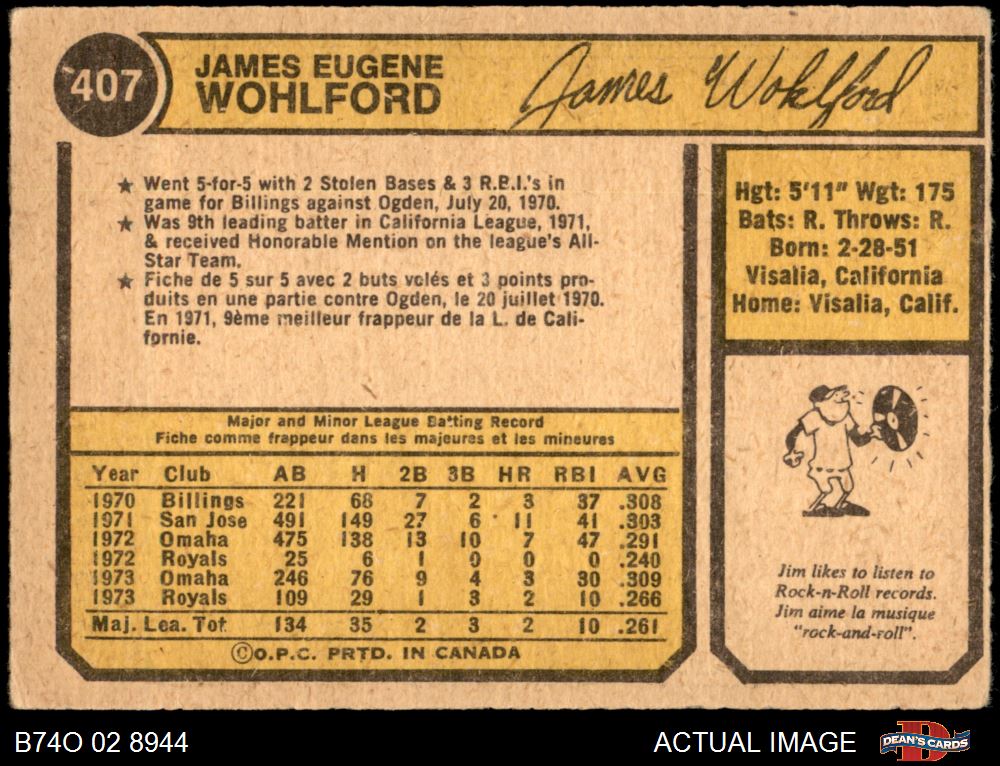 407
JAMES EUGENE
WOHLFORD
James Wohlford
★ Went 5-for-5 with 2 Stolen Bases & 3 R.B.I.'s in
game for Billings against Ogden, July 20, 1970.
★ Was 9th leading batter in California League, 1971,
& received Honorable Mention on the league's All-
Star Team.
★ Fiche de 5 sur 5 avec 2 buts volés et 3 points pro-
duits en une partie contre Ogden, le 20 juillet 1970.
En 1971, 9ème meilleur frappeur de la L. de Cali-
fornie.
Hgt: 5'11" Wgt: 175
Bats: R. Throws: R.
Born: 2-28-51
Visalia, California
Home: Visalia, Calif.
Major and Minor League Batting Record
Fiche comme frappeur dans les majeures et les mineures
Year Club AB H 2B 3B HR RBI AVG
1970 Billings 221 68 7 2 3 37 .308
1971 San Jose 491 149 27 6 11 41 .303
1972 Omaha 475 138 13 10 7 47 .291
1972 Royals 25 6 1 0 0 0 .240
1973 Omaha 246 76 9 4 3 30 .309
1973 Royals 109 29 1 3 2 10 .266
Maj. Lea. Tot. 134 35 2 3 2 10 .261
©O.P.C. PRTD. IN CANADA
Jim likes to listen to
Rock-n-Roll records.
Jim aime la musique
"rock-and-roll".
B74O 02 8944
ACTUAL IMAGE
D
DEAN'S CARDS